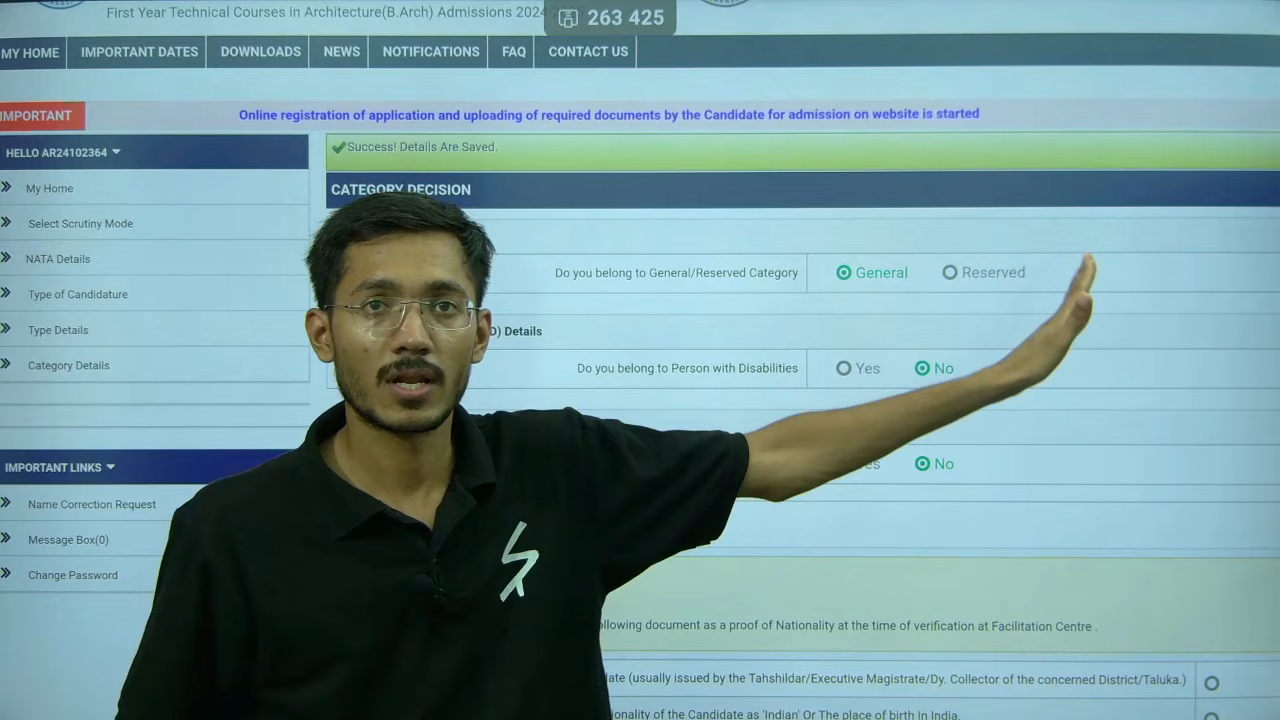 First Year Technical Courses in Architecture(B.Arch) Admissions 2024
263 425
MY HOME IMPORTANT DATES DOWNLOADS NEWS NOTIFICATIONS FAQ CONTACT US
IMPORTANT Online registration of application and uploading of required documents by the Candidate for admission on website is started
HELLO AR24102364
My Home
Select Scrutiny Mode
NATA Details
Type of Candidature
Type Details
Category Details
IMPORTANT LINKS
Name Correction Request
Message Box(0)
Change Password
Success! Details Are Saved.
CATEGORY DECISION
Do you belong to General/Reserved Category General Reserved
D) Details
Do you belong to Person with Disabilities Yes No
es No
llowing document as a proof of Nationality at the time of verification at Facilitation Centre .
ate (usually issued by the Tahshildar/Executive Magistrate/Dy. Collector of the concerned District/Taluka.)
ionality of the Candidate as 'Indian' Or The place of birth In India.